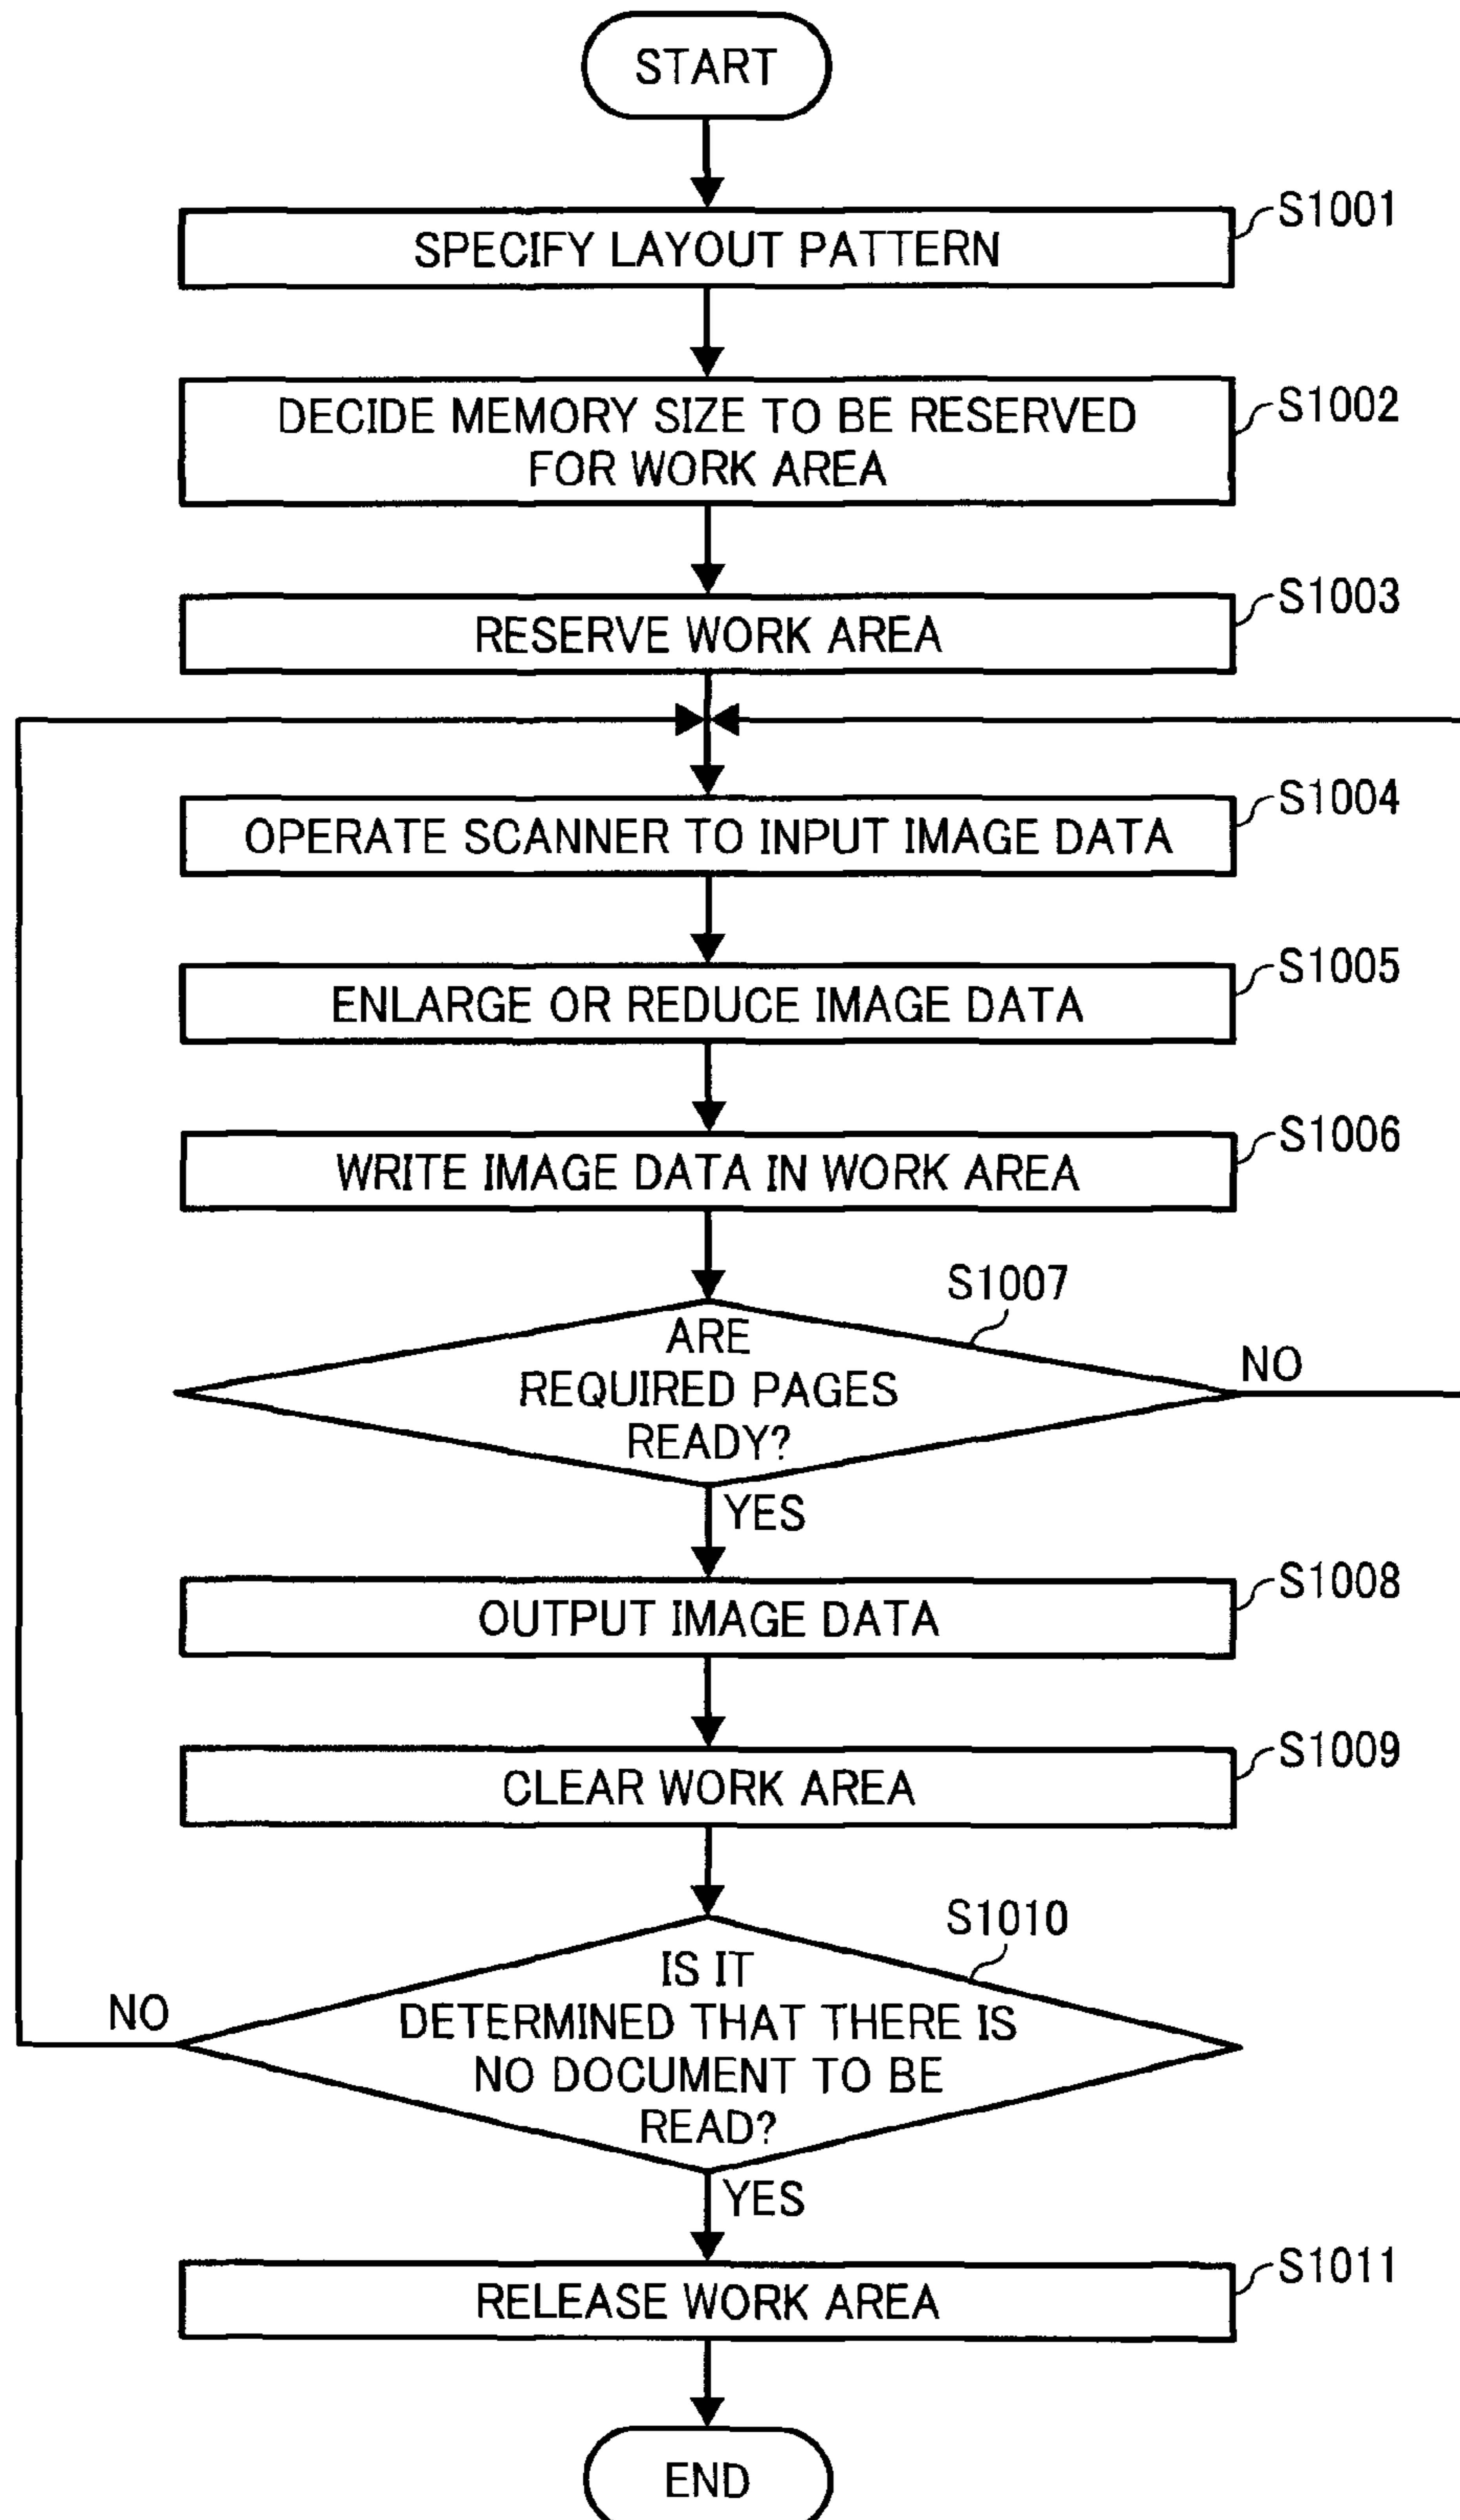 START
S1001
SPECIFY LAYOUT PATTERN
S1002
DECIDE MEMORY SIZE TO BE RESERVED
FOR WORK AREA
S1003
RESERVE WORK AREA
S1004
OPERATE SCANNER TO INPUT IMAGE DATA
S1005
ENLARGE OR REDUCE IMAGE DATA
S1006
WRITE IMAGE DATA IN WORK AREA
S1007
ARE
REQUIRED PAGES
READY?
NO
YES
S1008
OUTPUT IMAGE DATA
S1009
CLEAR WORK AREA
S1010
IS IT
DETERMINED THAT THERE IS
NO DOCUMENT TO BE
READ?
NO
YES
S1011
RELEASE WORK AREA
END